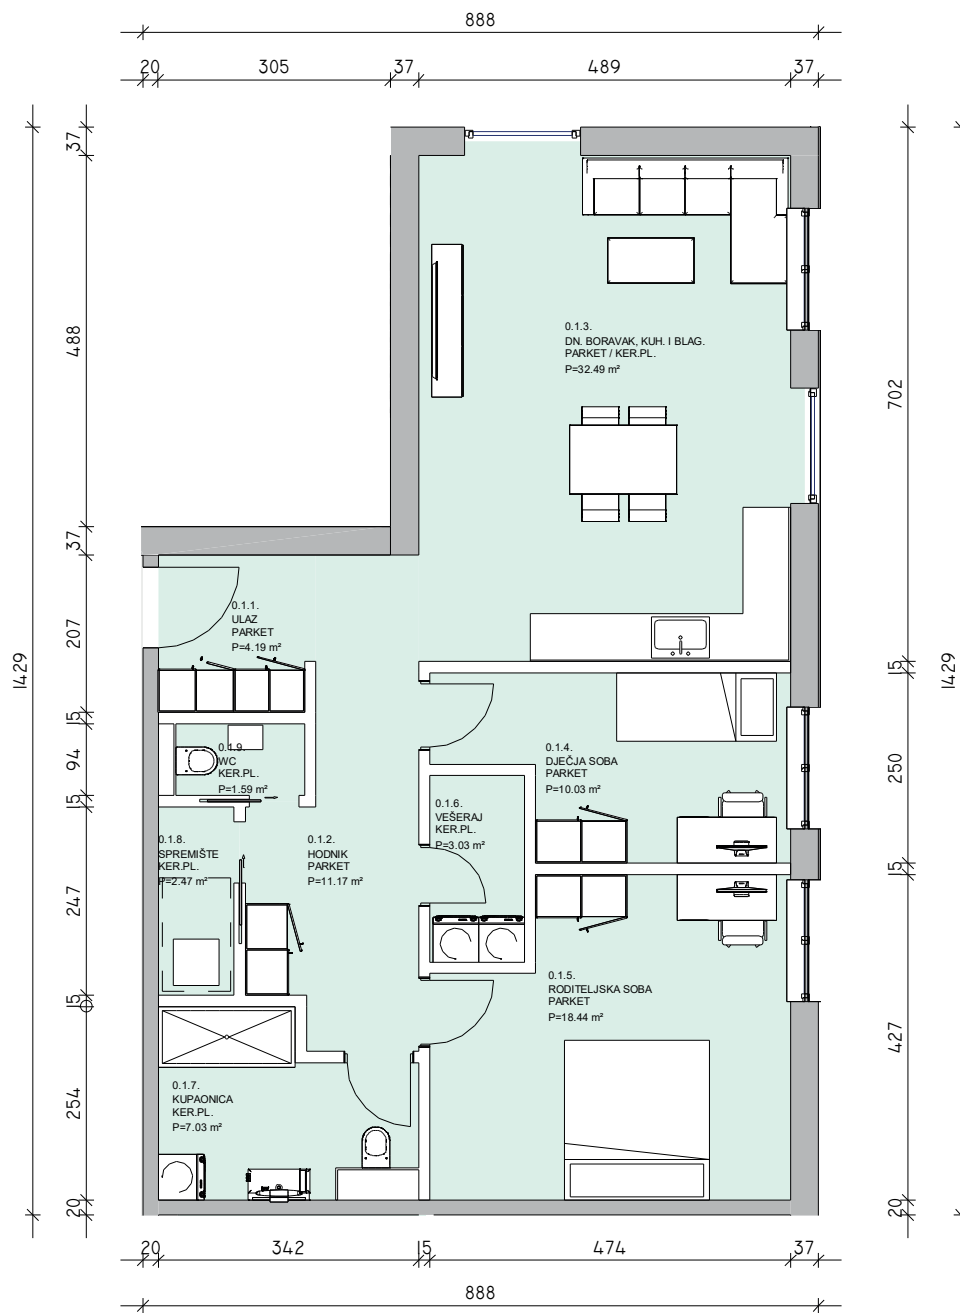 888
20 305 37 489 37
37
488
37
207
15
94
15
247
15
254
20
1429
702
15
250
15
427
20
1429
0.1.3.
DN. BORAVAK, KUH. I BLAG.
PARKET / KER.PL.
P=32.49 m²
0.1.1.
ULAZ
PARKET
P=4.19 m²
0.1.9.
WC
KER.PL.
P=1.59 m²
0.1.4.
DJEČJA SOBA
PARKET
P=10.03 m²
0.1.6.
VEŠERAJ
KER.PL.
P=3.03 m²
0.1.8.
SPREMIŠTE
KER.PL.
P=2.47 m²
0.1.2.
HODNIK
PARKET
P=11.17 m²
0.1.5.
RODITELJSKA SOBA
PARKET
P=18.44 m²
0.1.7.
KUPAONICA
KER.PL.
P=7.03 m²
20 342 15 474 37
888